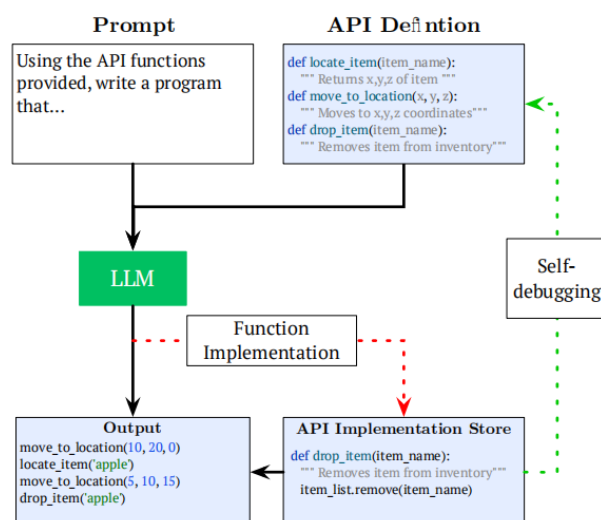 Prompt
Using the API functions
provided, write a program
that...
API Defintion
def locate_item(item_name):
""" Returns x,y,z of item """
def move_to_location(x, y, z):
""" Moves to x,y,z coordinates"""
def drop_item(item_name):
""" Removes item from inventory"""
LLM
Self-
debugging
Function
Implementation
Output
move_to_location(10, 20, 0)
locate_item('apple')
move_to_location(5, 10, 15)
drop_item('apple')
API Implementation Store
def drop_item(item_name):
""" Removes item from inventory"""
item_list.remove(item_name)